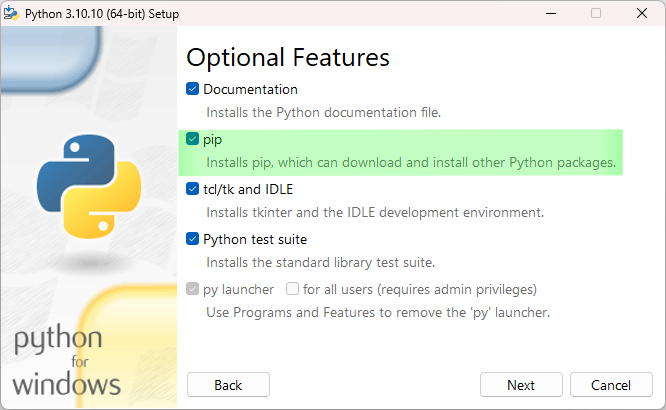 Python 3.10.10 (64-bit) Setup
Optional Features
Documentation
Installs the Python documentation file.
pip
Installs pip, which can download and install other Python packages.
tcl/tk and IDLE
Installs tkinter and the IDLE development environment.
Python test suite
Installs the standard library test suite.
py launcher for all users (requires admin privileges)
Use Programs and Features to remove the 'py' launcher.
python
for
windows
Back Next Cancel